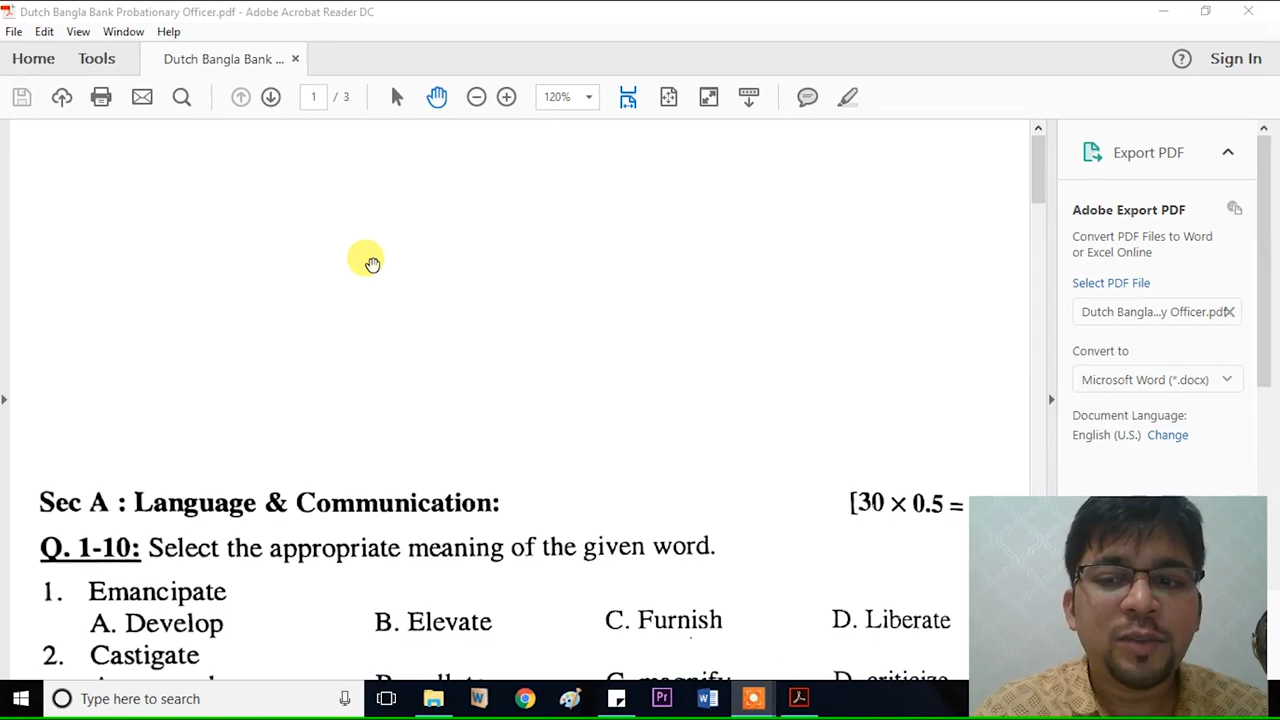 Dutch Bangla Bank Probationary Officer.pdf - Adobe Acrobat Reader DC
File Edit View Window Help
Home Tools Dutch Bangla Bank ... × Sign In
1 / 3 120%
Export PDF
Adobe Export PDF
Convert PDF Files to Word
or Excel Online
Select PDF File
Dutch Bangla...y Officer.pdf
Convert to
Microsoft Word (*.docx)
Document Language:
English (U.S.) Change
Sec A : Language & Communication: [30 × 0.5 =
Q. 1-10: Select the appropriate meaning of the given word.
1. Emancipate
A. Develop B. Elevate C. Furnish D. Liberate
2. Castigate
C. magnify D. criticize
Type here to search